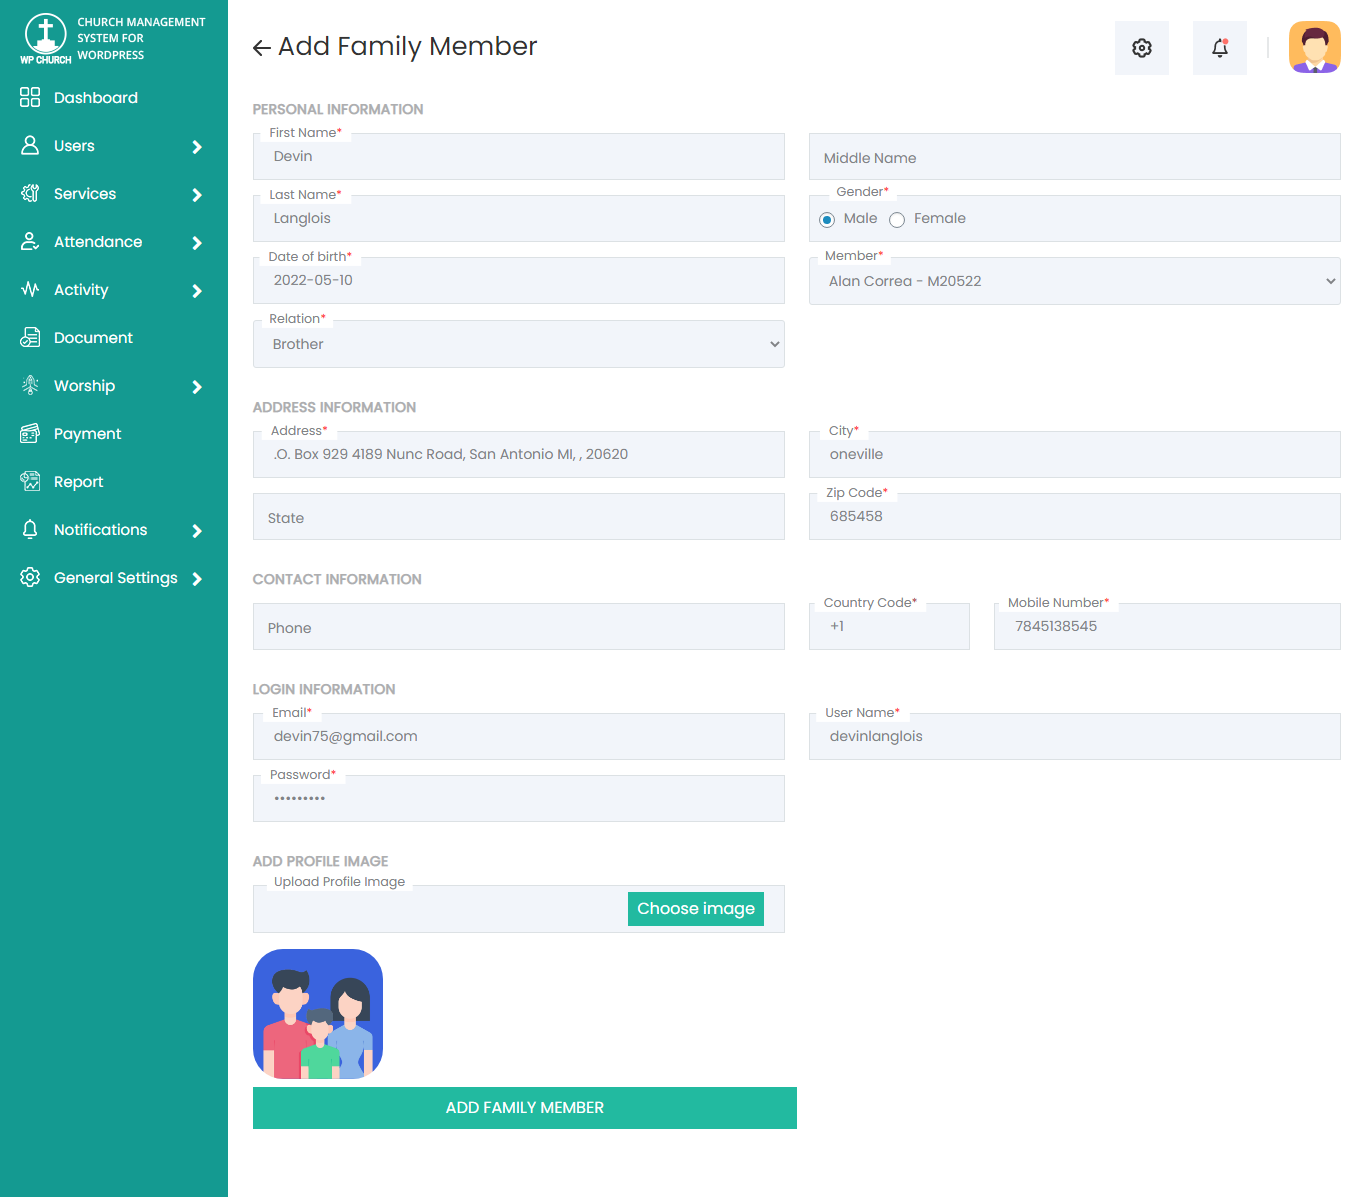 CHURCH MANAGEMENT
SYSTEM FOR
WORDPRESS
WP CHURCH
Dashboard
Users
Services
Attendance
Activity
Document
Worship
Payment
Report
Notifications
General Settings
Add Family Member
PERSONAL INFORMATION
First Name*
Devin
Middle Name
Last Name*
Langlois
Gender*
Male Female
Date of birth*
2022-05-10
Member*
Alan Correa - M20522
Relation*
Brother
ADDRESS INFORMATION
Address*
.O. Box 929 4189 Nunc Road, San Antonio MI, , 20620
City*
oneville
State
Zip Code*
685458
CONTACT INFORMATION
Phone
Country Code*
+1
Mobile Number*
7845138545
LOGIN INFORMATION
Email*
devin75@gmail.com
User Name*
devinlanglois
Password*
•••••••••
ADD PROFILE IMAGE
Upload Profile Image
Choose image
ADD FAMILY MEMBER